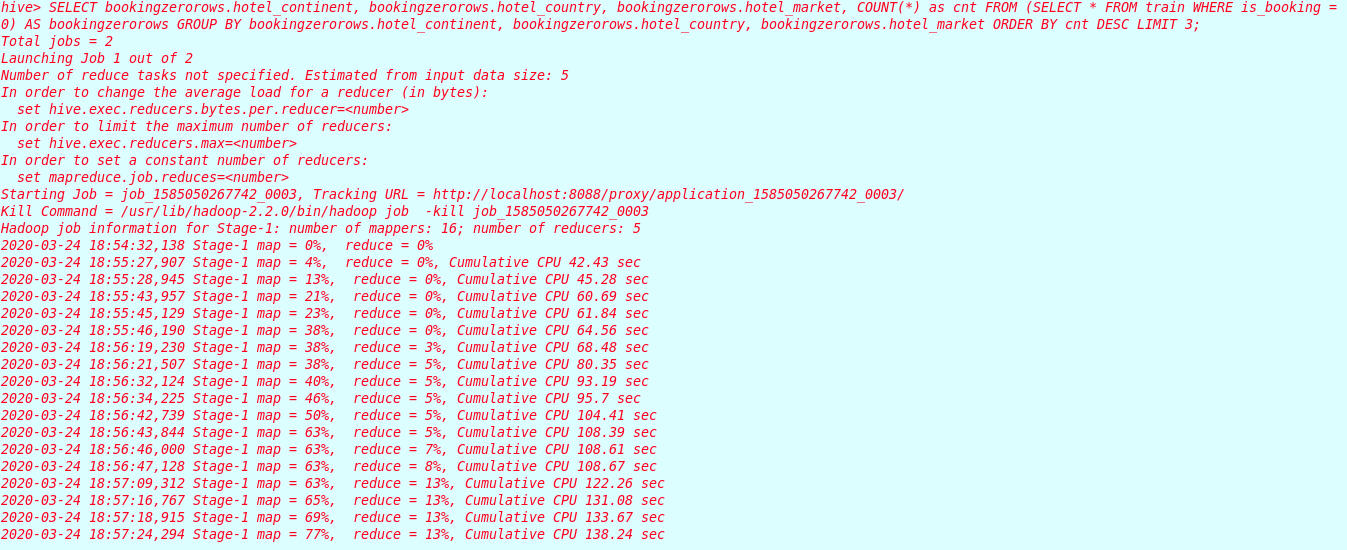 hive> SELECT bookingzerorows.hotel_continent, bookingzerorows.hotel_country, bookingzerorows.hotel_market, COUNT(*) as cnt FROM (SELECT * FROM train WHERE is_booking =
0) AS bookingzerorows GROUP BY bookingzerorows.hotel_continent, bookingzerorows.hotel_country, bookingzerorows.hotel_market ORDER BY cnt DESC LIMIT 3;
Total jobs = 2
Launching Job 1 out of 2
Number of reduce tasks not specified. Estimated from input data size: 5
In order to change the average load for a reducer (in bytes):
  set hive.exec.reducers.bytes.per.reducer=<number>
In order to limit the maximum number of reducers:
  set hive.exec.reducers.max=<number>
In order to set a constant number of reducers:
  set mapreduce.job.reduces=<number>
Starting Job = job_1585050267742_0003, Tracking URL = http://localhost:8088/proxy/application_1585050267742_0003/
Kill Command = /usr/lib/hadoop-2.2.0/bin/hadoop job  -kill job_1585050267742_0003
Hadoop job information for Stage-1: number of mappers: 16; number of reducers: 5
2020-03-24 18:54:32,138 Stage-1 map = 0%,  reduce = 0%
2020-03-24 18:55:27,907 Stage-1 map = 4%,  reduce = 0%, Cumulative CPU 42.43 sec
2020-03-24 18:55:28,945 Stage-1 map = 13%,  reduce = 0%, Cumulative CPU 45.28 sec
2020-03-24 18:55:43,957 Stage-1 map = 21%,  reduce = 0%, Cumulative CPU 60.69 sec
2020-03-24 18:55:45,129 Stage-1 map = 23%,  reduce = 0%, Cumulative CPU 61.84 sec
2020-03-24 18:55:46,190 Stage-1 map = 38%,  reduce = 0%, Cumulative CPU 64.56 sec
2020-03-24 18:56:19,230 Stage-1 map = 38%,  reduce = 3%, Cumulative CPU 68.48 sec
2020-03-24 18:56:21,507 Stage-1 map = 38%,  reduce = 5%, Cumulative CPU 80.35 sec
2020-03-24 18:56:32,124 Stage-1 map = 40%,  reduce = 5%, Cumulative CPU 93.19 sec
2020-03-24 18:56:34,225 Stage-1 map = 46%,  reduce = 5%, Cumulative CPU 95.7 sec
2020-03-24 18:56:42,739 Stage-1 map = 50%,  reduce = 5%, Cumulative CPU 104.41 sec
2020-03-24 18:56:43,844 Stage-1 map = 63%,  reduce = 5%, Cumulative CPU 108.39 sec
2020-03-24 18:56:46,000 Stage-1 map = 63%,  reduce = 7%, Cumulative CPU 108.61 sec
2020-03-24 18:56:47,128 Stage-1 map = 63%,  reduce = 8%, Cumulative CPU 108.67 sec
2020-03-24 18:57:09,312 Stage-1 map = 63%,  reduce = 13%, Cumulative CPU 122.26 sec
2020-03-24 18:57:16,767 Stage-1 map = 65%,  reduce = 13%, Cumulative CPU 131.08 sec
2020-03-24 18:57:18,915 Stage-1 map = 69%,  reduce = 13%, Cumulative CPU 133.67 sec
2020-03-24 18:57:24,294 Stage-1 map = 77%,  reduce = 13%, Cumulative CPU 138.24 sec